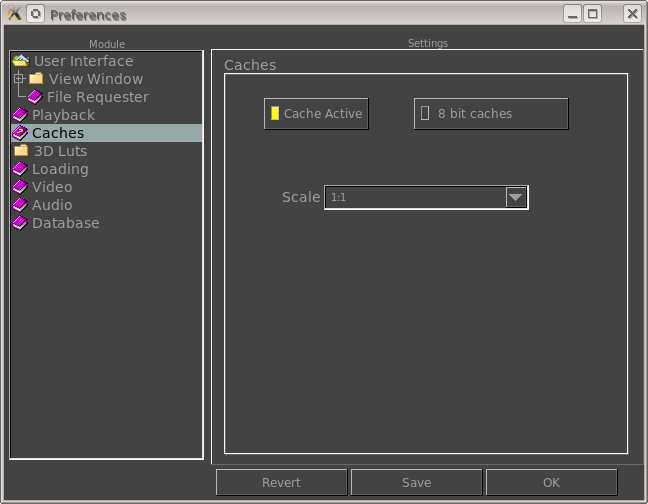 Preferences
Module
Settings
User Interface
View Window
File Requester
Playback
Caches
3D Luts
Loading
Video
Audio
Database
Caches
Cache Active
8 bit caches
Scale 1:1
Revert Save OK